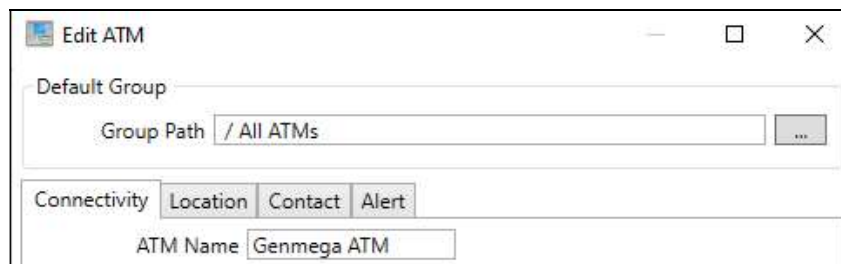 Edit ATM
Default Group
Group Path / All ATMs ...
Connectivity Location Contact Alert
ATM Name Genmega ATM